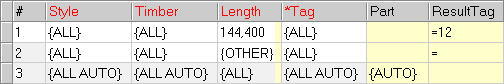 # Style Timber Length *Tag Part ResultTag
1 {ALL} {ALL} 144,400 {ALL} =12
2 {ALL} {ALL} {OTHER} {ALL} =
3 {ALL AUTO} {ALL AUTO} {ALL} {ALL AUTO} {AUTO}